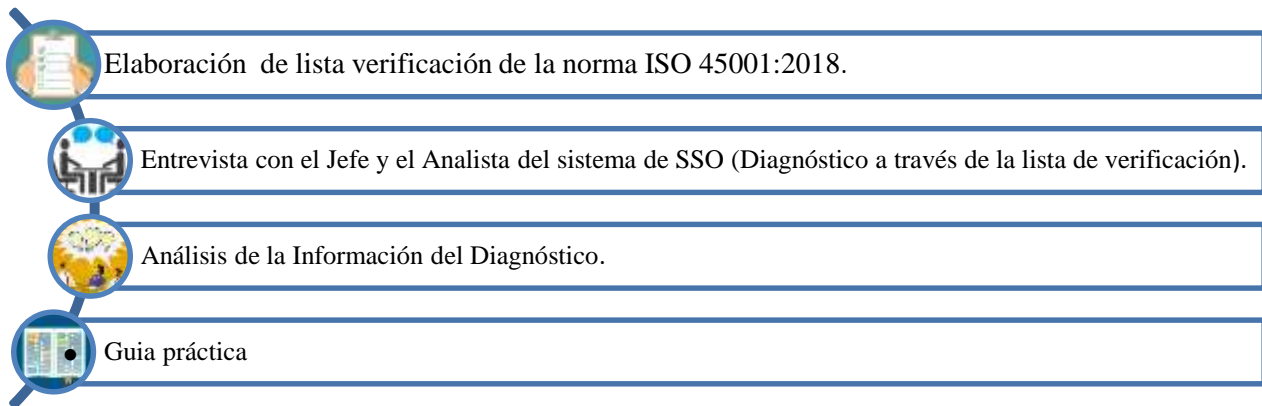 Elaboración de lista verificación de la norma ISO 45001:2018.
Entrevista con el Jefe y el Analista del sistema de SSO (Diagnóstico a través de la lista de verificación).
Análisis de la Información del Diagnóstico.
Guia práctica